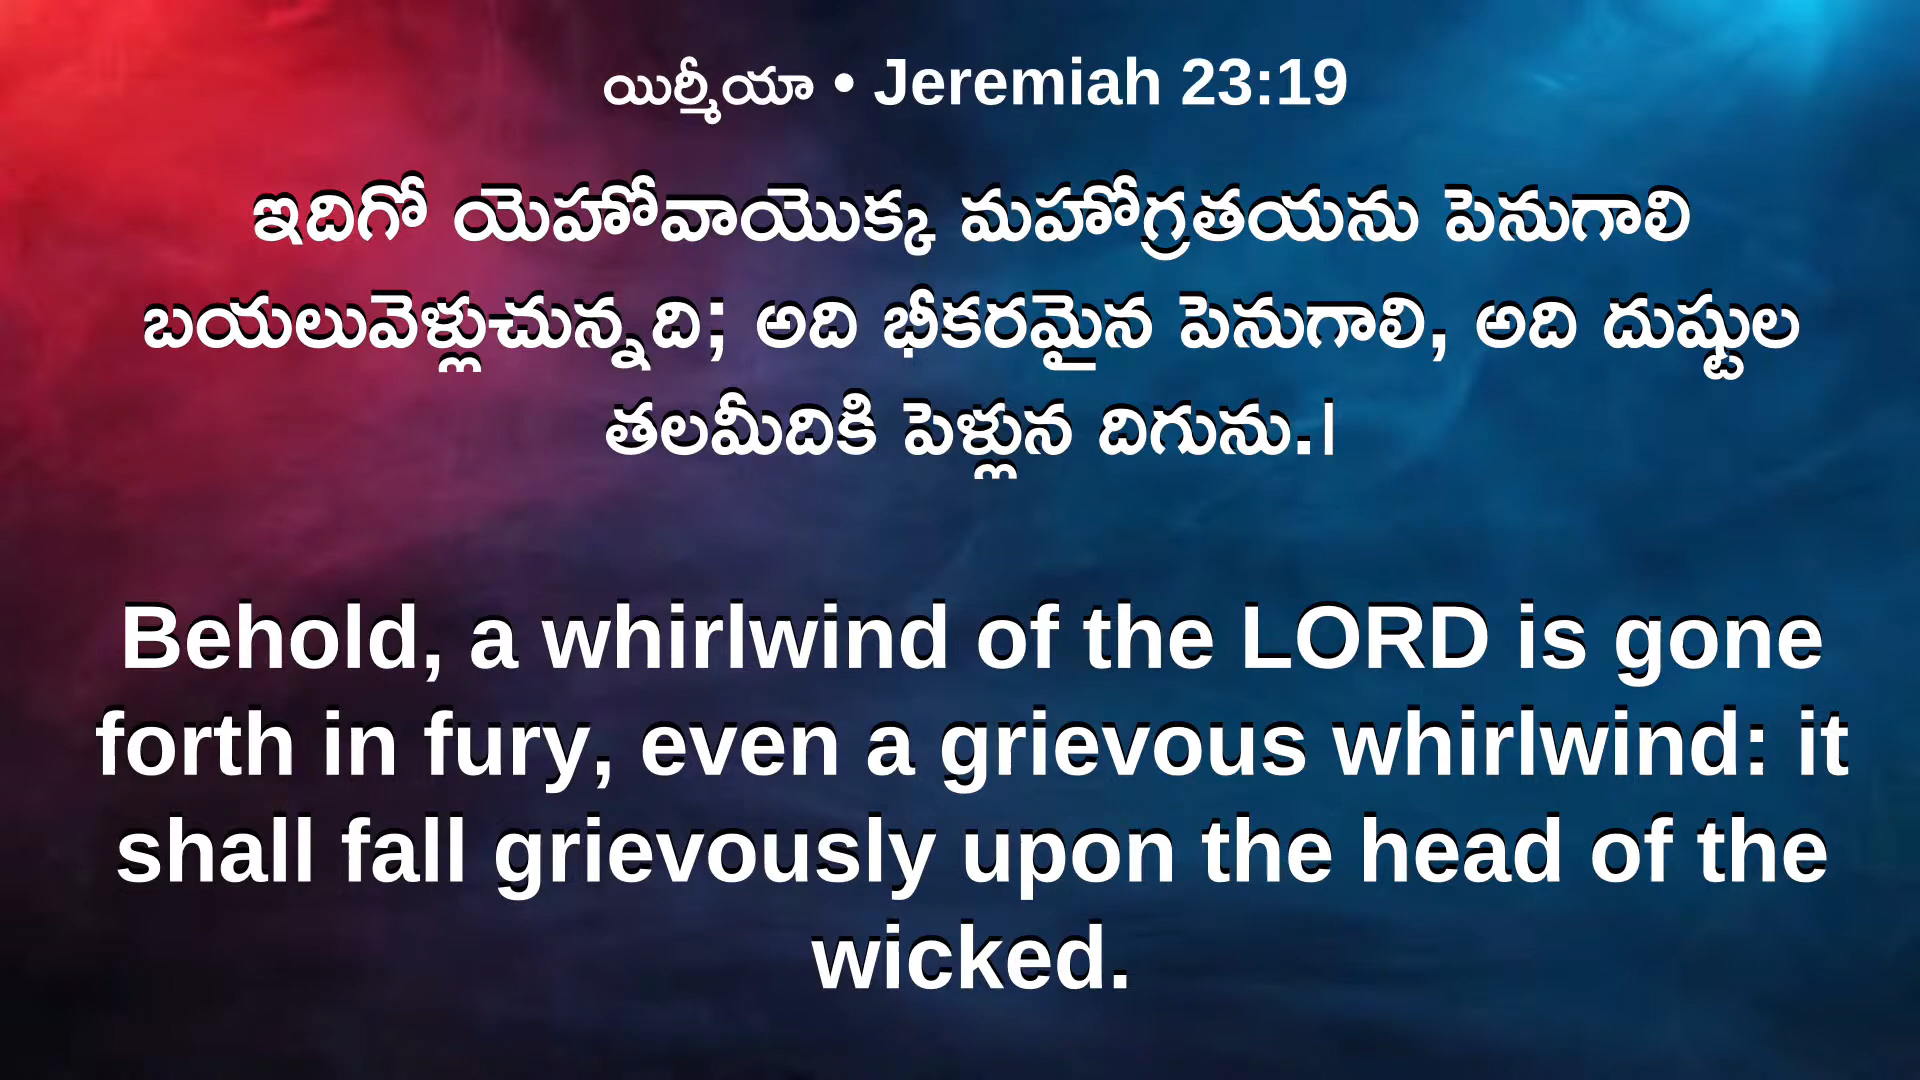 యిర్మీయా • Jeremiah 23:19
ఇదిగో యెహోవాయొక్క మహోగ్రతయను పెనుగాలి
బయలువెళ్లుచున్నది; అది భీకరమైన పెనుగాలి, అది దుష్టుల
తలమీదికి పెళ్లున దిగును.।
Behold, a whirlwind of the LORD is gone
forth in fury, even a grievous whirlwind: it
shall fall grievously upon the head of the
wicked.